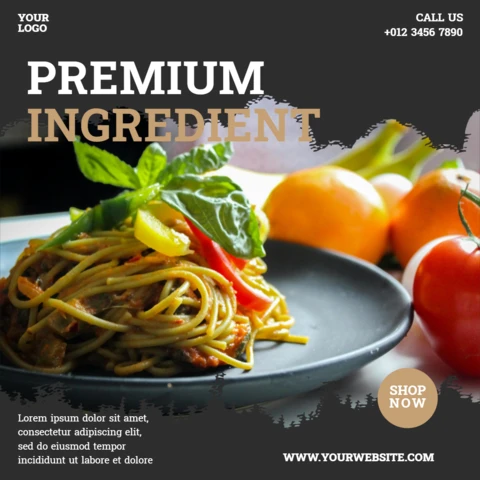 YOUR
LOGO
CALL US
+012 3456 7890
PREMIUM
INGREDIENT
SHOP
NOW
Lorem ipsum dolor sit amet,
consectetur adipiscing elit,
sed do eiusmod tempor
incididunt ut labore et dolore
WWW.YOURWEBSITE.COM